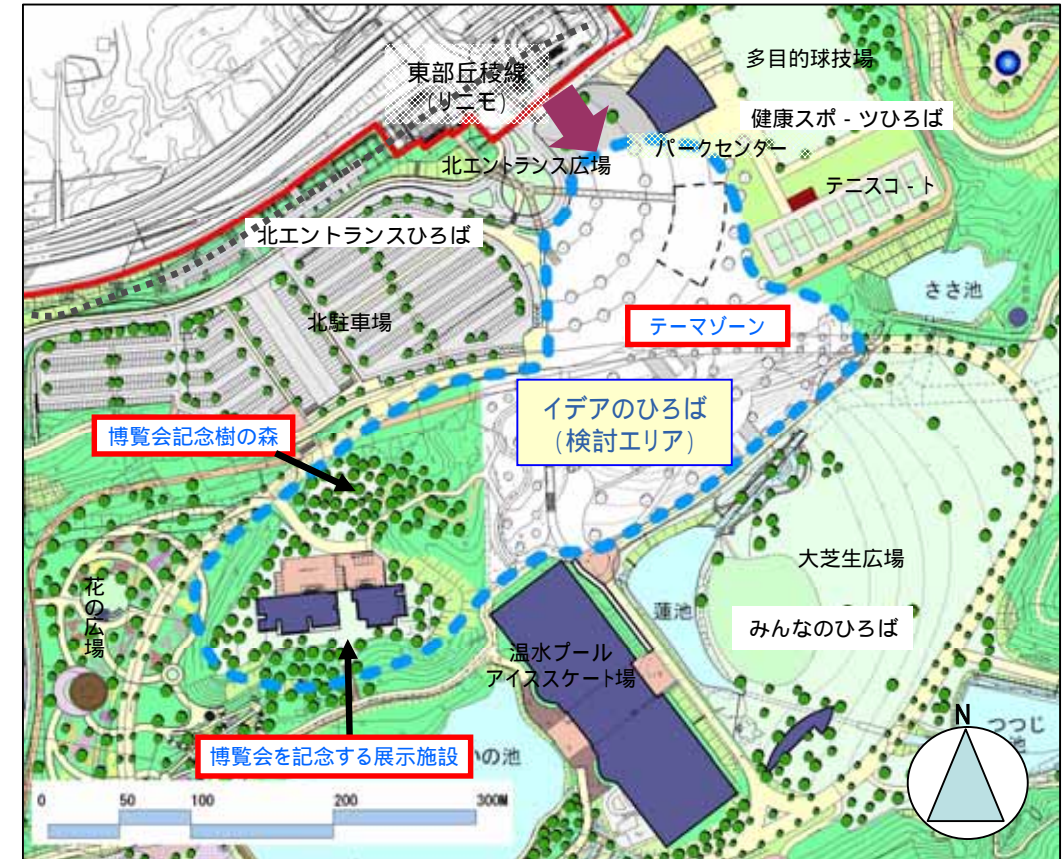 東部丘稜線
(リニモ)
多目的球技場
健康スポ - ツひろば
パークセンター
北エントランス広場
テニスコ - ト
北エントランスひろば
ささ池
北駐車場
テーマゾーン
イデアのひろば
(検討エリア)
博覧会記念樹の森
大芝生広場
花の広場
蓮池
みんなのひろば
温水プール
アイススケート場
N
博覧会を記念する展示施設
の池
つつじ
0 50 100 200 300M